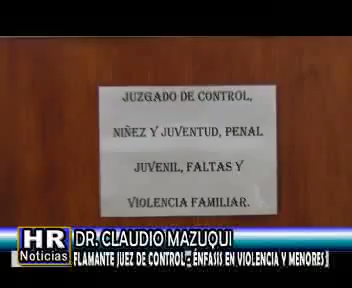 JUZGADO DE CONTROL,
NIÑEZ Y JUVENTUD, PENAL
JUVENIL, FALTAS Y
VIOLENCIA FAMILIAR.
HR
Noticias
DR. CLAUDIO MAZUQUI
FLAMANTE JUEZ DE CONTROL - ÉNFASIS EN VIOLENCIA Y MENORES